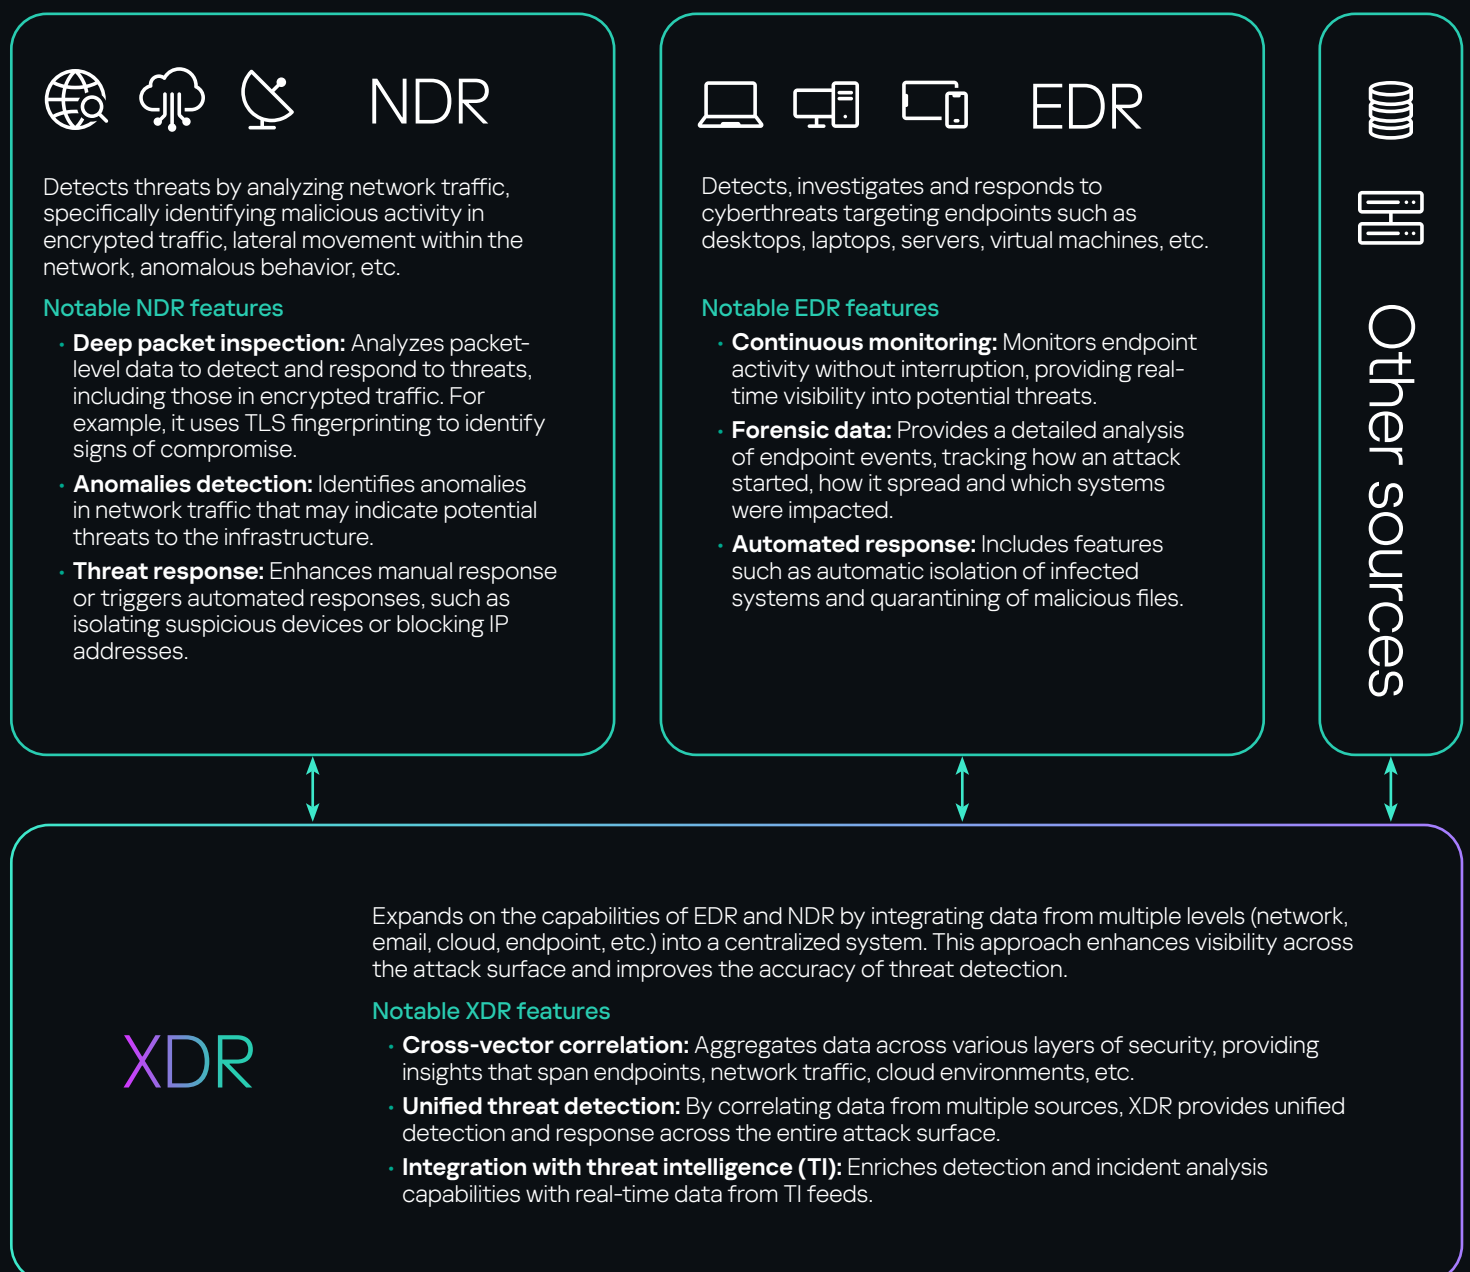 NDR
Detects threats by analyzing network traffic,
specifically identifying malicious activity in
encrypted traffic, lateral movement within the
network, anomalous behavior, etc.
Notable NDR features
• Deep packet inspection: Analyzes packet-
level data to detect and respond to threats,
including those in encrypted traffic. For
example, it uses TLS fingerprinting to identify
signs of compromise.
• Anomalies detection: Identifies anomalies
in network traffic that may indicate potential
threats to the infrastructure.
• Threat response: Enhances manual response
or triggers automated responses, such as
isolating suspicious devices or blocking IP
addresses.
EDR
Detects, investigates and responds to
cyberthreats targeting endpoints such as
desktops, laptops, servers, virtual machines, etc.
Notable EDR features
• Continuous monitoring: Monitors endpoint
activity without interruption, providing real-
time visibility into potential threats.
• Forensic data: Provides a detailed analysis
of endpoint events, tracking how an attack
started, how it spread and which systems
were impacted.
• Automated response: Includes features
such as automatic isolation of infected
systems and quarantining of malicious files.
Other sources
XDR
Expands on the capabilities of EDR and NDR by integrating data from multiple levels (network,
email, cloud, endpoint, etc.) into a centralized system. This approach enhances visibility across
the attack surface and improves the accuracy of threat detection.
Notable XDR features
• Cross-vector correlation: Aggregates data across various layers of security, providing
insights that span endpoints, network traffic, cloud environments, etc.
• Unified threat detection: By correlating data from multiple sources, XDR provides unified
detection and response across the entire attack surface.
• Integration with threat intelligence (TI): Enriches detection and incident analysis
capabilities with real-time data from TI feeds.